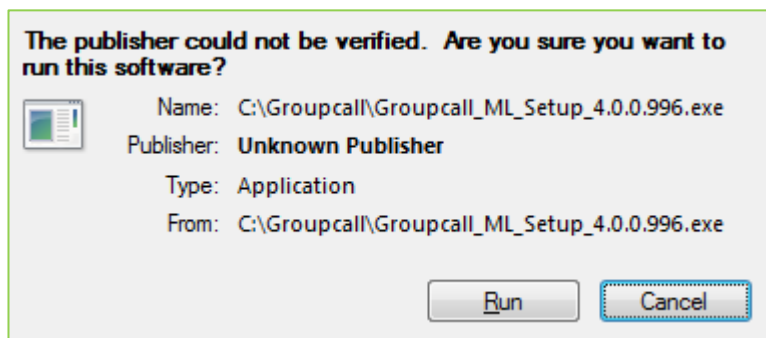 The publisher could not be verified. Are you sure you want to
run this software?
Name: C:\Groupcall\Groupcall_ML_Setup_4.0.0.996.exe
Publisher: Unknown Publisher
Type: Application
From: C:\Groupcall\Groupcall_ML_Setup_4.0.0.996.exe
Run Cancel